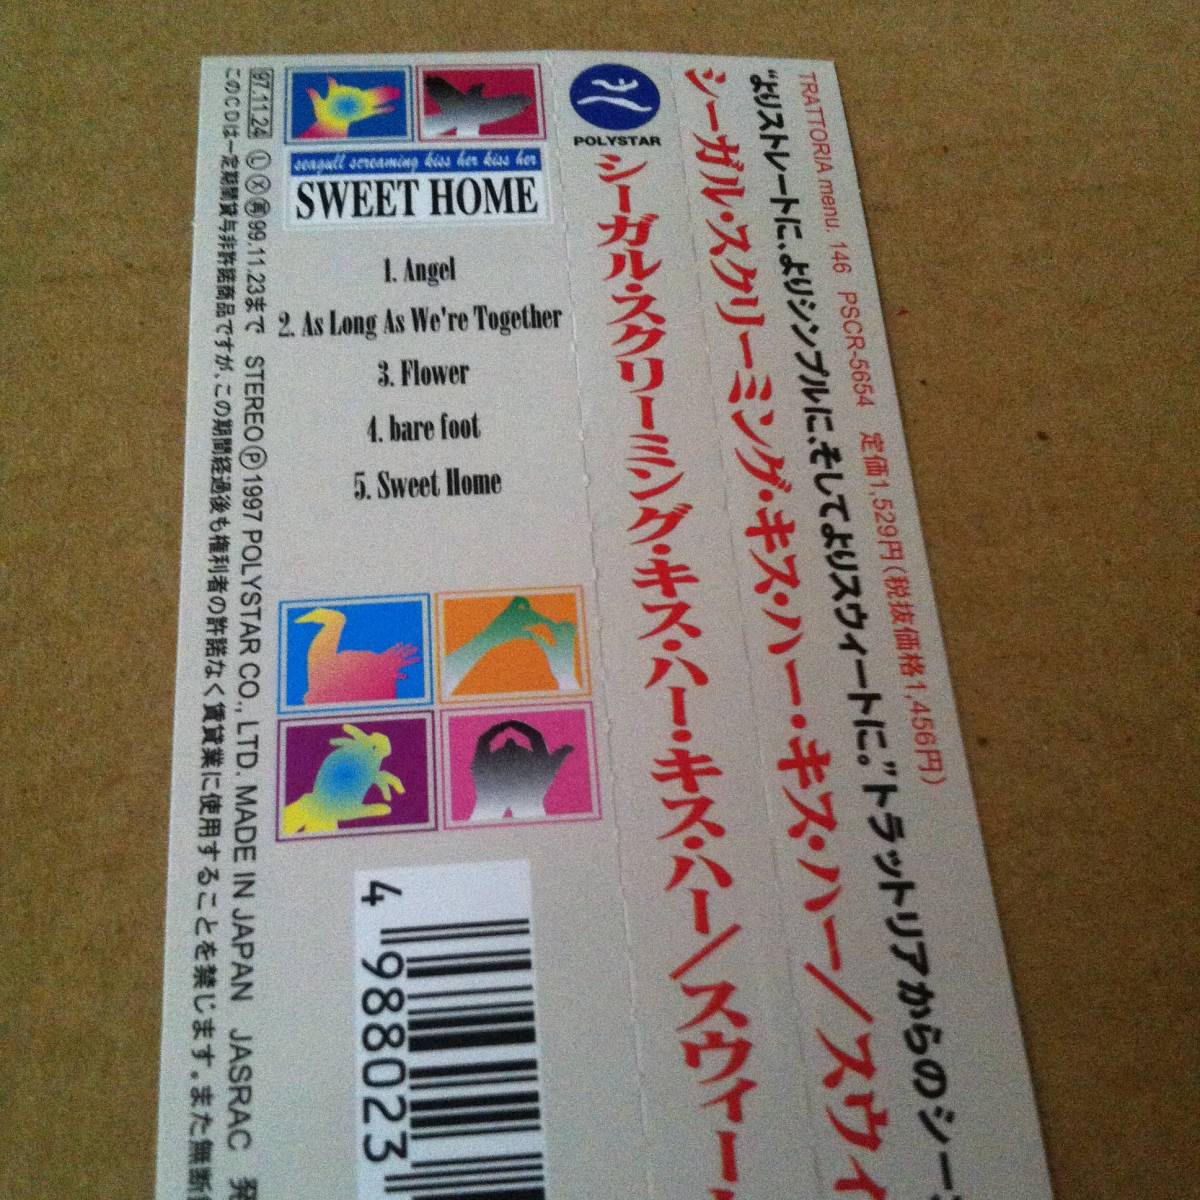 TRATTORIA menu. 146 PSCR-5654 定価1,529円(税抜価格1,456円)
“よりストレートに、よりシンプルに、そしてよりスウィートに。”トラットリアからのシー
シーガル・スクリーミング・キス・ハー・キス・ハー/スウィ
POLYSTAR
シーガル・スクリーミング・キス・ハー・キス・ハー/スウィー
seagull screaming kiss her kiss her
SWEET HOME
1. Angel
2. As Long As We're Together
3. Flower
4. bare foot
5. Sweet Home
4 988023
97.11.24 Ⓛ Ⓧ 99.11.23まで STEREO Ⓟ 1997 POLYSTAR CO., LTD. MADE IN JAPAN JASRAC 発
このCDは一定期間貸与非許諾商品ですが、この期間経過後も権利者の許諾なく賃貸業に使用することを禁じます。また無断